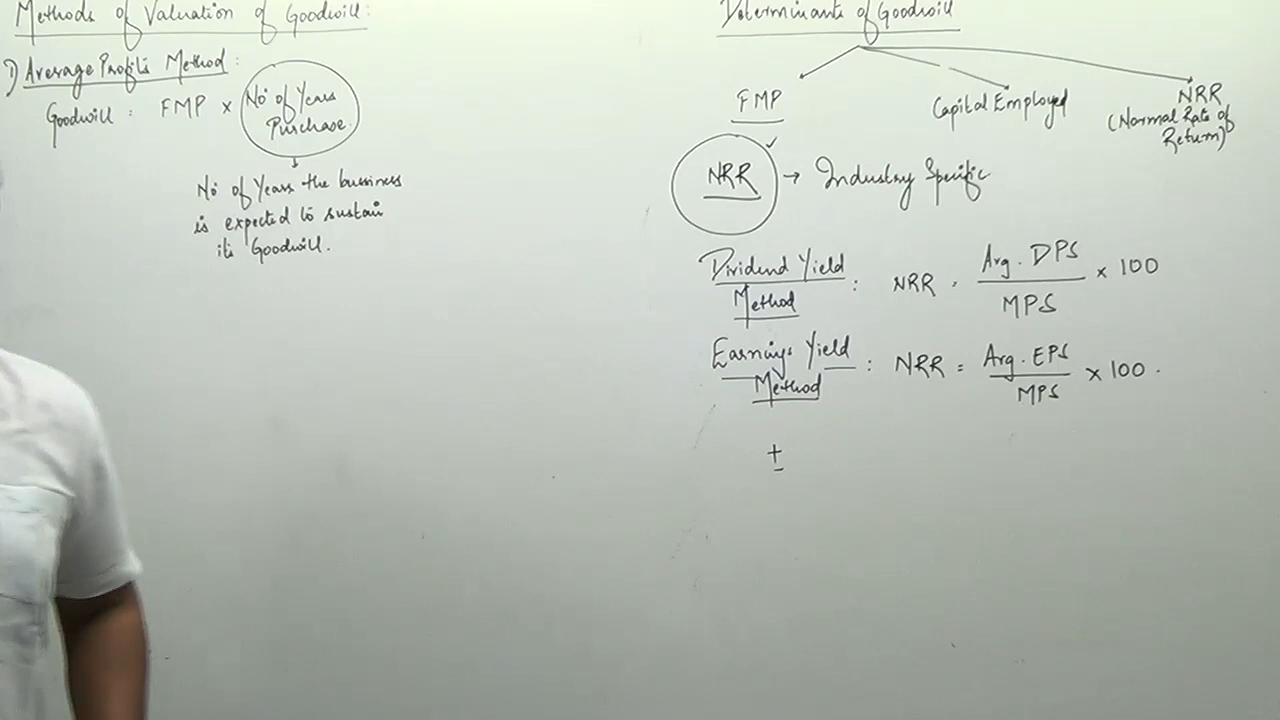 Methods of Valuation of Goodwill:
1) Average Profits Method:
Goodwill : FMP × No of Years
Purchase
No of Years the bussiness
is expected to sustain
its Goodwill.
Determinants of Goodwill
FMP
Capital Employed
NRR
(Normal Rate of
Return)
NRR → Industry Specific
Dividend Yield
Method : NRR = Avg. DPS / MPS × 100
Earnings Yield
Method : NRR = Avg. EPS / MPS × 100.
±